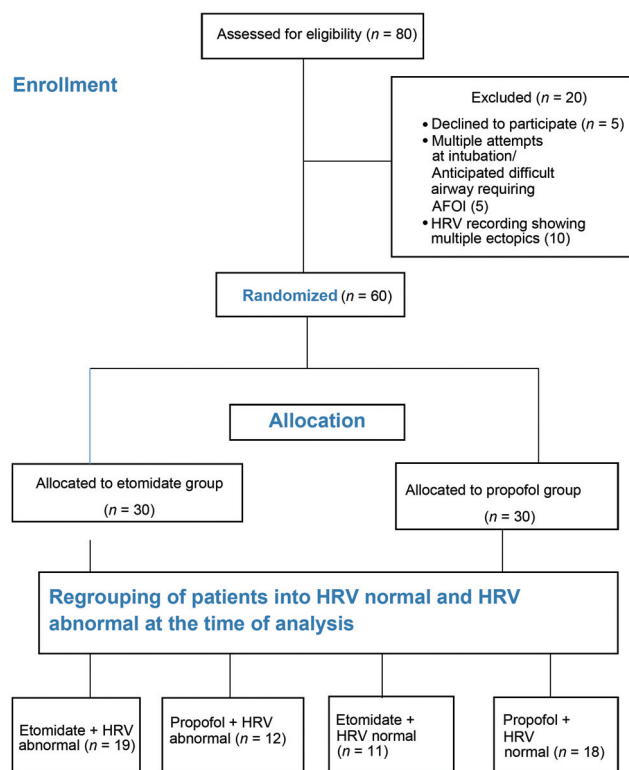 Assessed for eligibility (n = 80)
Enrollment
Excluded (n = 20)
• Declined to participate (n = 5)
• Multiple attempts
at intubation/
Anticipated difficult
airway requiring
AFOI (5)
• HRV recording showing
multiple ectopics (10)
Randomized (n = 60)
Allocation
Allocated to etomidate group
(n = 30)
Allocated to propofol group
(n = 30)
Regrouping of patients into HRV normal and HRV
abnormal at the time of analysis
Etomidate + HRV
abnormal (n = 19)
Propofol + HRV
abnormal (n = 12)
Etomidate +
HRV normal
(n = 11)
Propofol +
HRV
normal (n = 18)